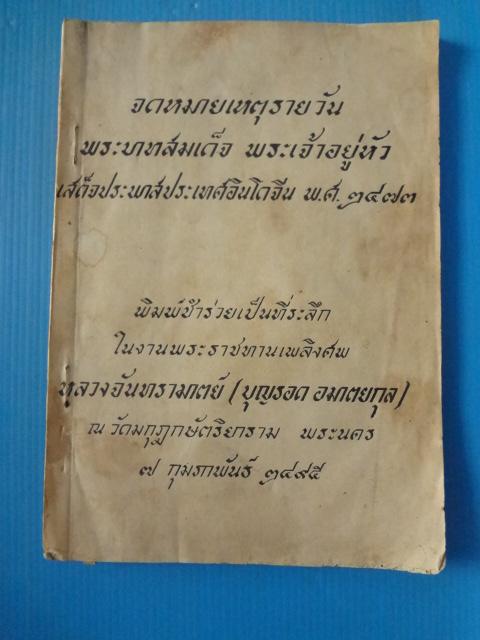 จดหมายเหตุรายวัน
พระบาทสมเด็จ พระเจ้าอยู่หัว
เสด็จประพาสประเทศอินโดจีน พ.ศ. ๒๔๗๓
พิมพ์ชำร่วยเป็นที่ระลึก
ในงานพระราชทานเพลิงศพ
หลวงจันทรามาตย์ (บุญรอด อมาตยกุล)
ณ วัดมกุฏกษัตริยาราม พระนคร
๗ กุมภาพันธ์ ๒๔๙๕